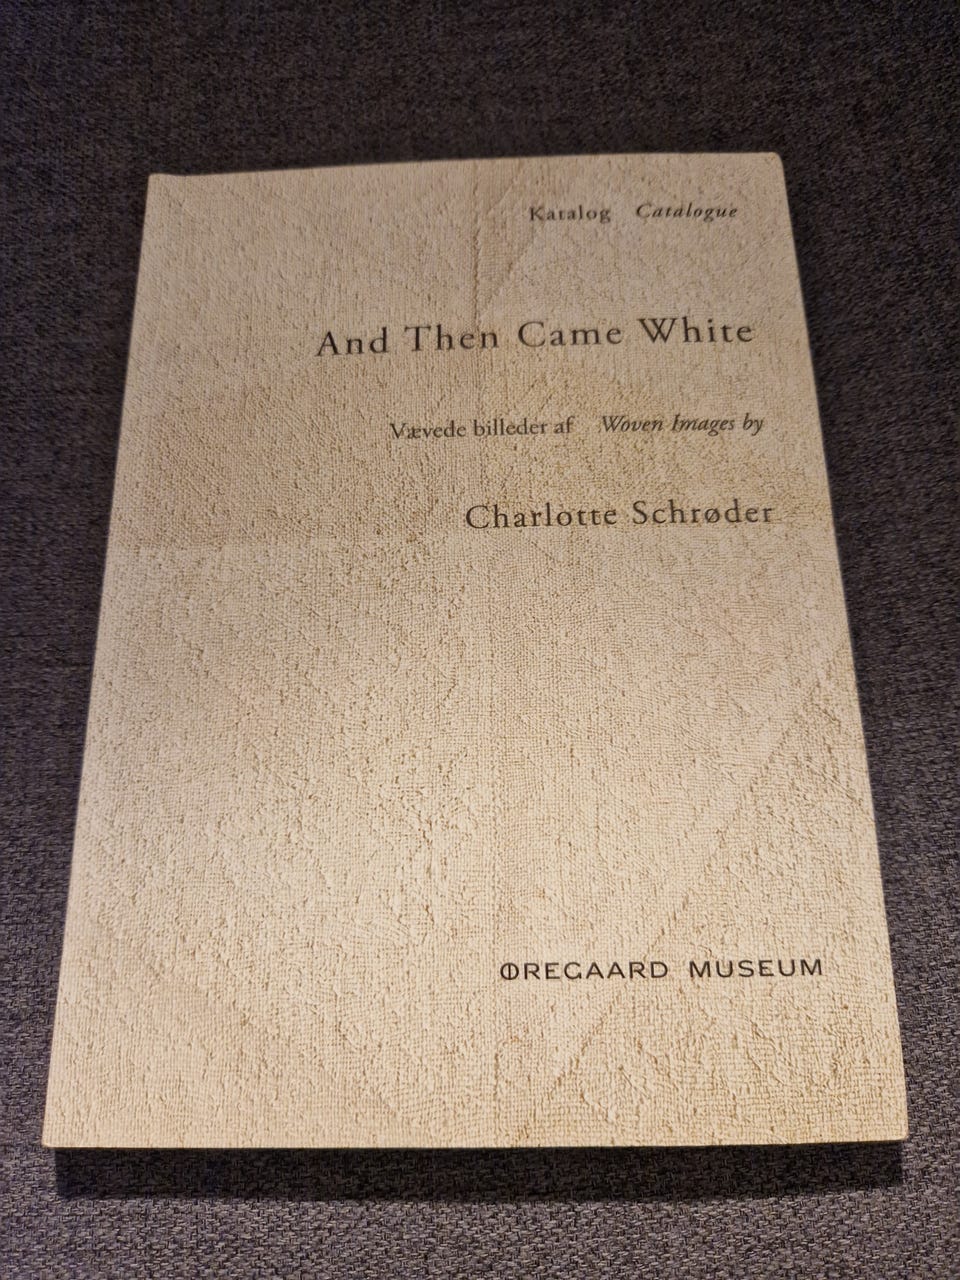 Katalog Catalogue
And Then Came White
Vævede billeder af Woven Images by
Charlotte Schrøder
ØREGAARD MUSEUM